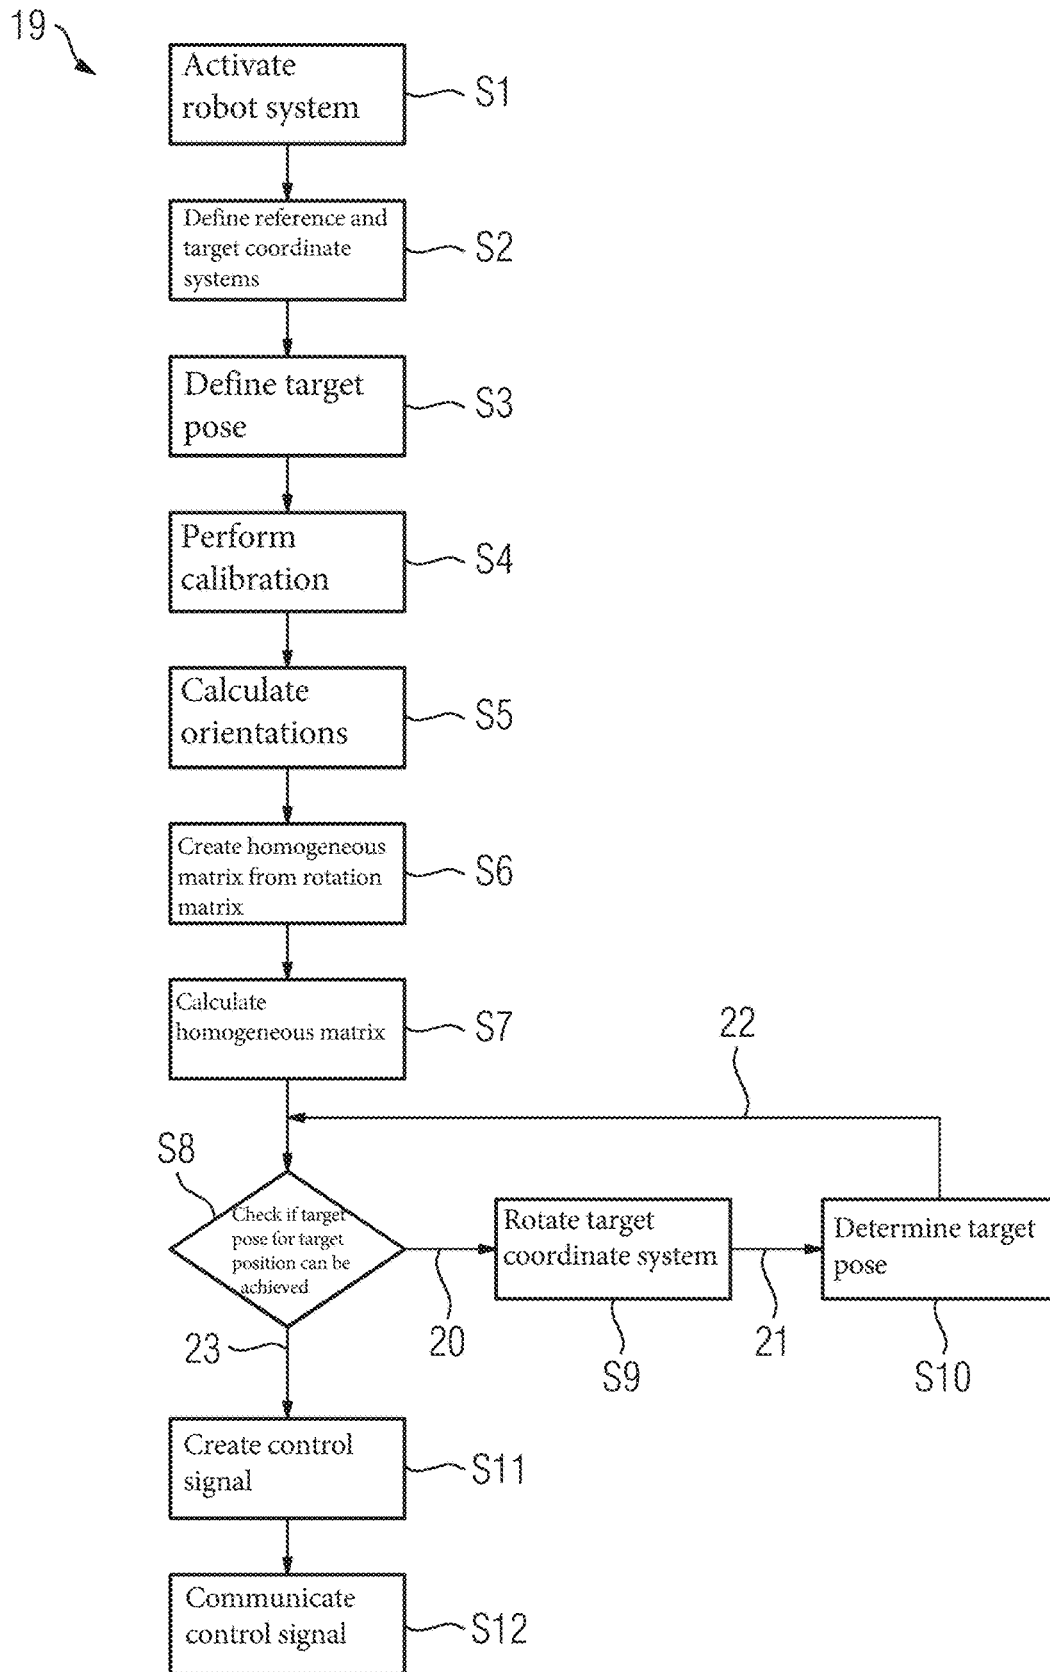 19
Activate
robot system
S1
Define reference and
target coordinate
systems
S2
Define target
pose
S3
Perform
calibration
S4
Calculate
orientations
S5
Create homogeneous
matrix from rotation
matrix
S6
Calculate
homogeneous matrix
S7
22
S8
Check if target
pose for target
position can be
achieved
20
Rotate target
coordinate system
S9
21
Determine target
pose
S10
23
Create control
signal
S11
Communicate
control signal
S12